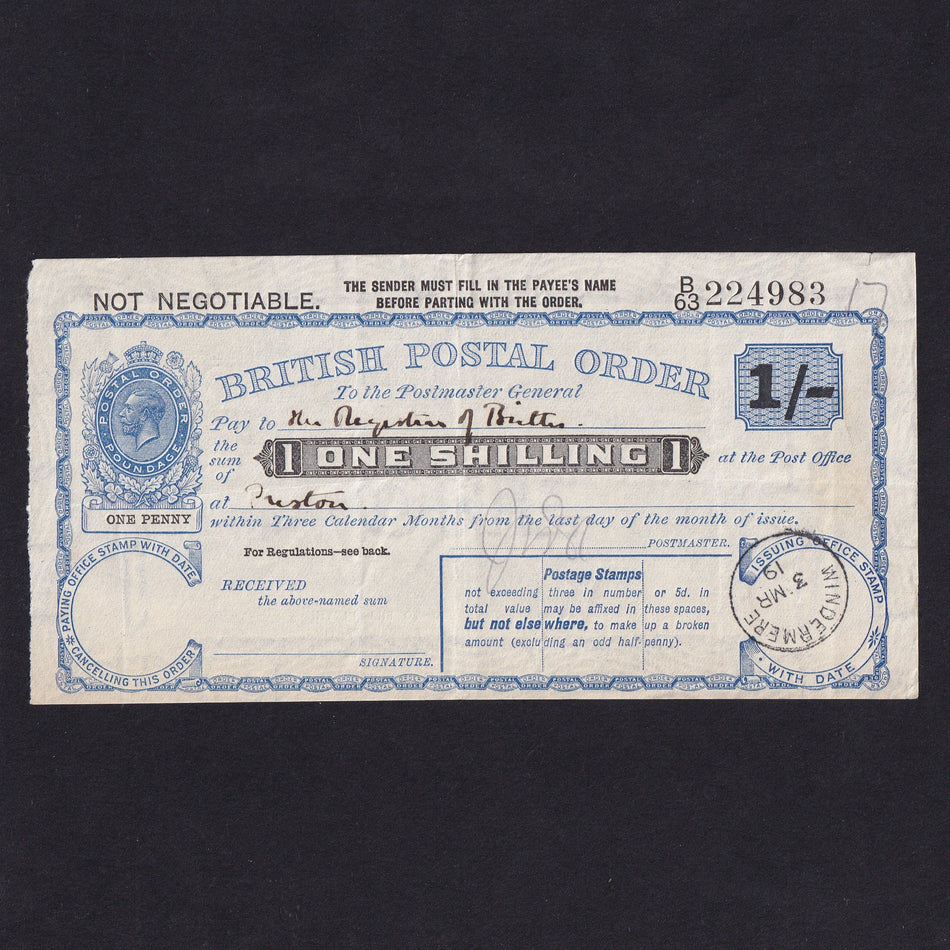 NOT NEGOTIABLE.
THE SENDER MUST FILL IN THE PAYEE'S NAME
BEFORE PARTING WITH THE ORDER.
B/63 224983
17
BRITISH POSTAL ORDER
To the Postmaster General
1/-
POSTAL ORDER
POUNDAGE
ONE PENNY
Pay to the Registrar of Births.
the sum of 1 ONE SHILLING 1 at the Post Office
at Preston.
within Three Calendar Months from the last day of the month of issue.
POSTMASTER.
For Regulations—see back.
RECEIVED
the above-named sum
SIGNATURE.
Postage Stamps
not exceeding three in number or 5d. in
total value may be affixed in these spaces,
but not elsewhere, to make up a broken
amount (excluding an odd half-penny).
PAYING OFFICE STAMP WITH DATE
CANCELLING THIS ORDER
ISSUING OFFICE STAMP
WITH DATE
WINDERMERE
3 MR
19